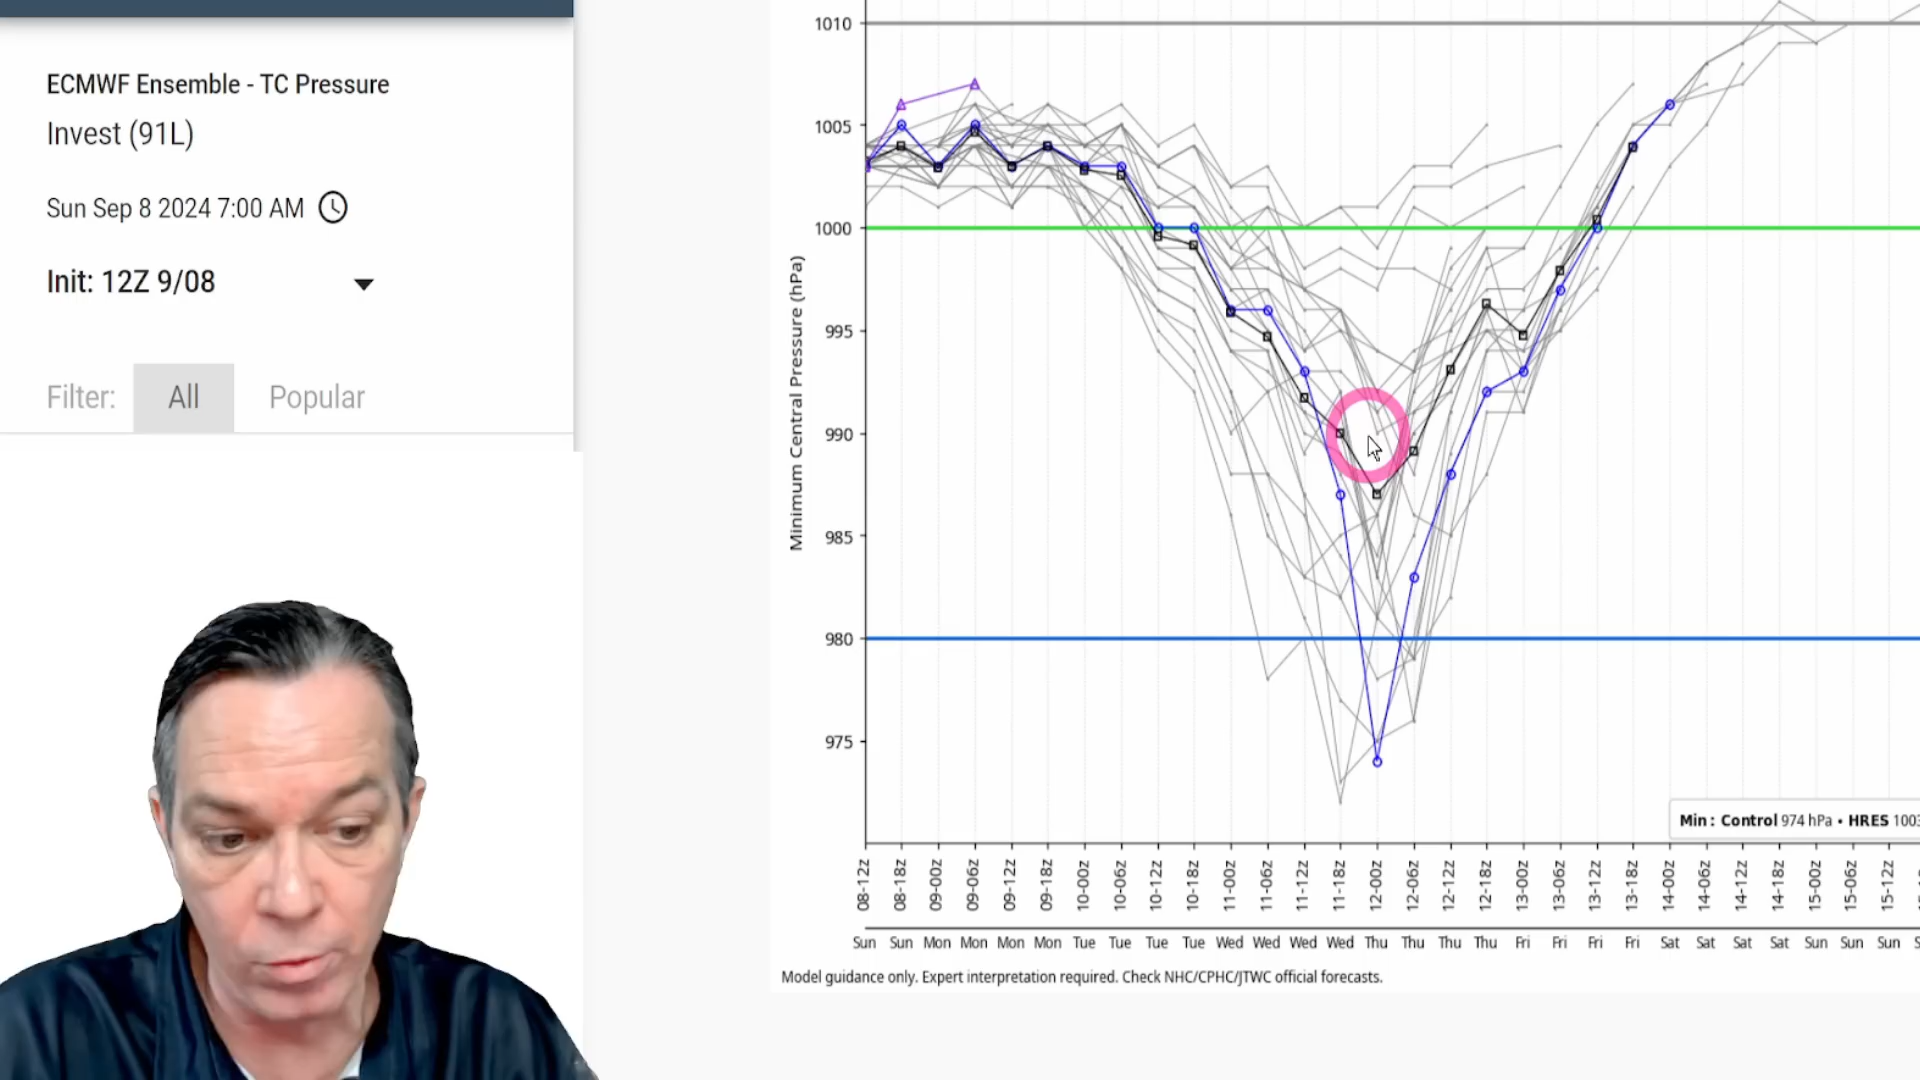 ECMWF Ensemble - TC Pressure
Invest (91L)
Sun Sep 8 2024 7:00 AM
Init: 12Z 9/08
Filter: All Popular
Minimum Central Pressure (hPa)
1010
1005
1000
995
990
985
980
975
Min : Control 974 hPa • HRES 1003
08-12z 08-18z 09-00z 09-06z 09-12z 09-18z 10-00z 10-06z 10-12z 10-18z 11-00z 11-06z 11-12z 11-18z 12-00z 12-06z 12-12z 12-18z 13-00z 13-06z 13-12z 13-18z 14-00z 14-06z 14-12z 14-18z 15-00z 15-06z 15-12z
Sun Sun Mon Mon Mon Mon Tue Tue Tue Tue Wed Wed Wed Wed Thu Thu Thu Thu Fri Fri Fri Fri Sat Sat Sat Sat Sun Sun Sun
Model guidance only. Expert interpretation required. Check NHC/CPHC/JTWC official forecasts.